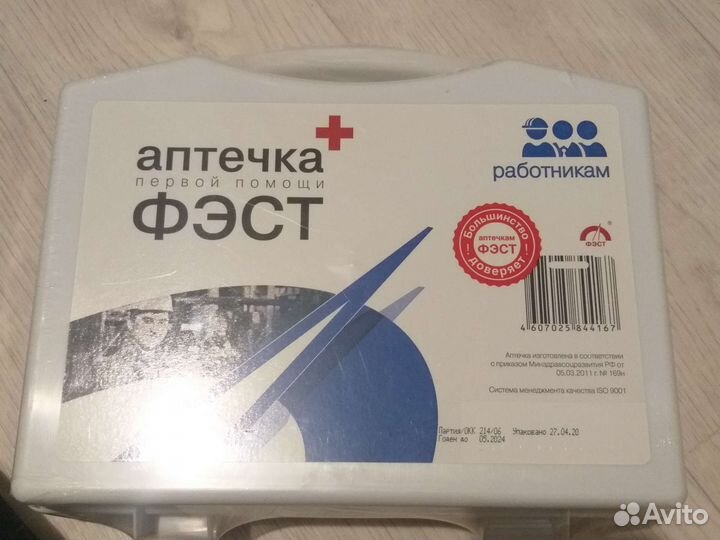 аптечка
первой помощи
ФЭСТ
работникам
Большинство
аптечкам
ФЭСТ
доверяет
ФЭСТ
®
4 607025 844167
Аптечка изготовлена в соответствии
с приказом Минздравсоцразвития РФ от
05.03.2011 г. № 169н
Система менеджмента качества ISO 9001
Партия/ОКК 214/06 Упаковано 27.04.20
Годен до 05.2024
Avito